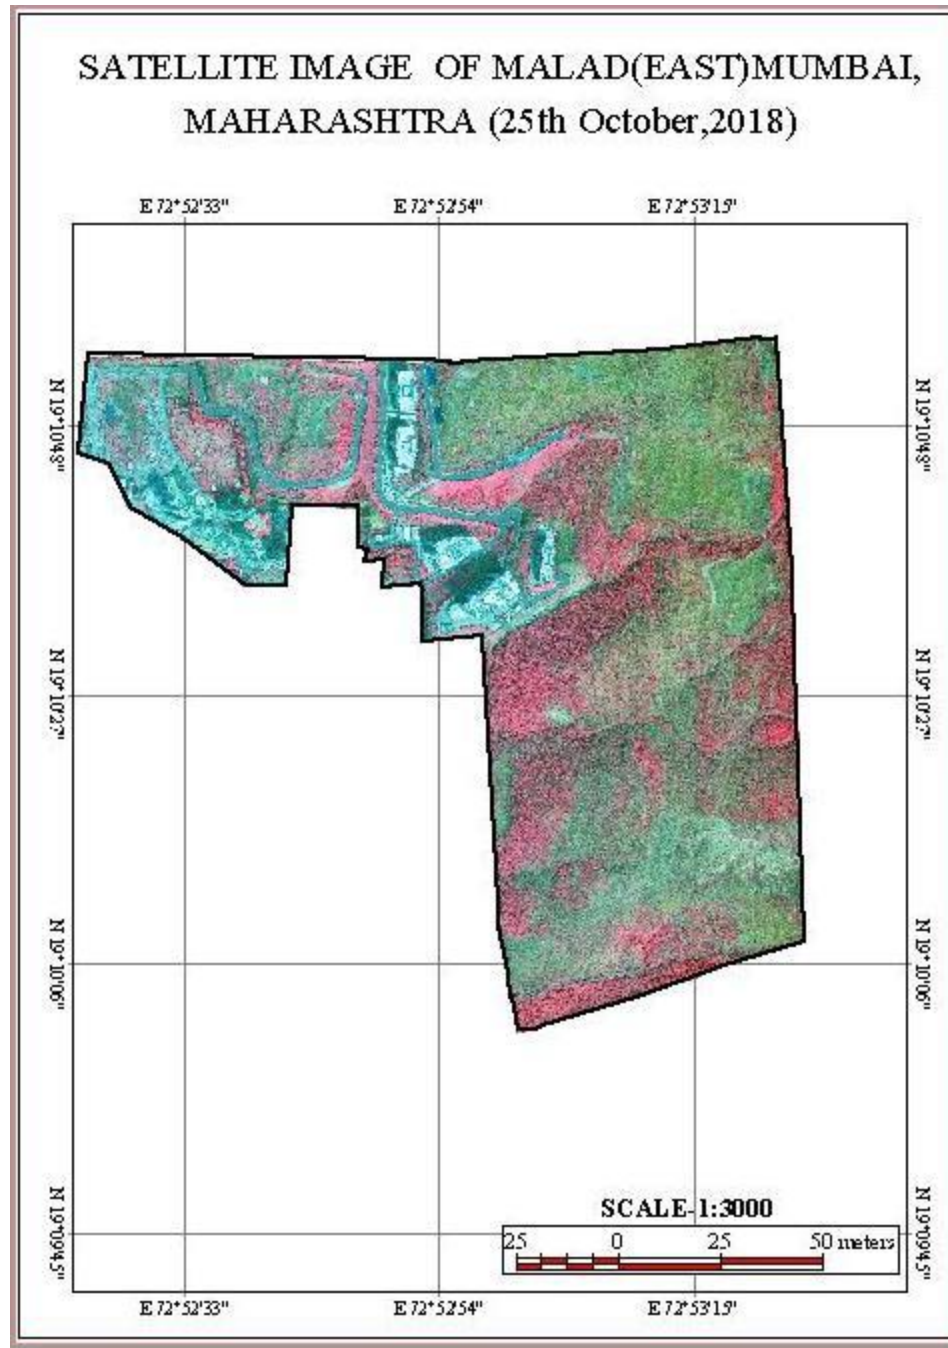 SATELLITE IMAGE OF MALAD(EAST)MUMBAI,
MAHARASHTRA (25th October,2018)
E 72°52'33" E 72°52'54" E 73°53'15"
N 19°10'48" N 19°10'48"
N 19°10'27" N 19°10'27"
N 19°10'06" N 19°10'06"
SCALE-1:3000
25 0 25 50 meters
N 19°09'45" N 19°09'45"
E 72°52'33" E 72°52'54" E 72°53'15"